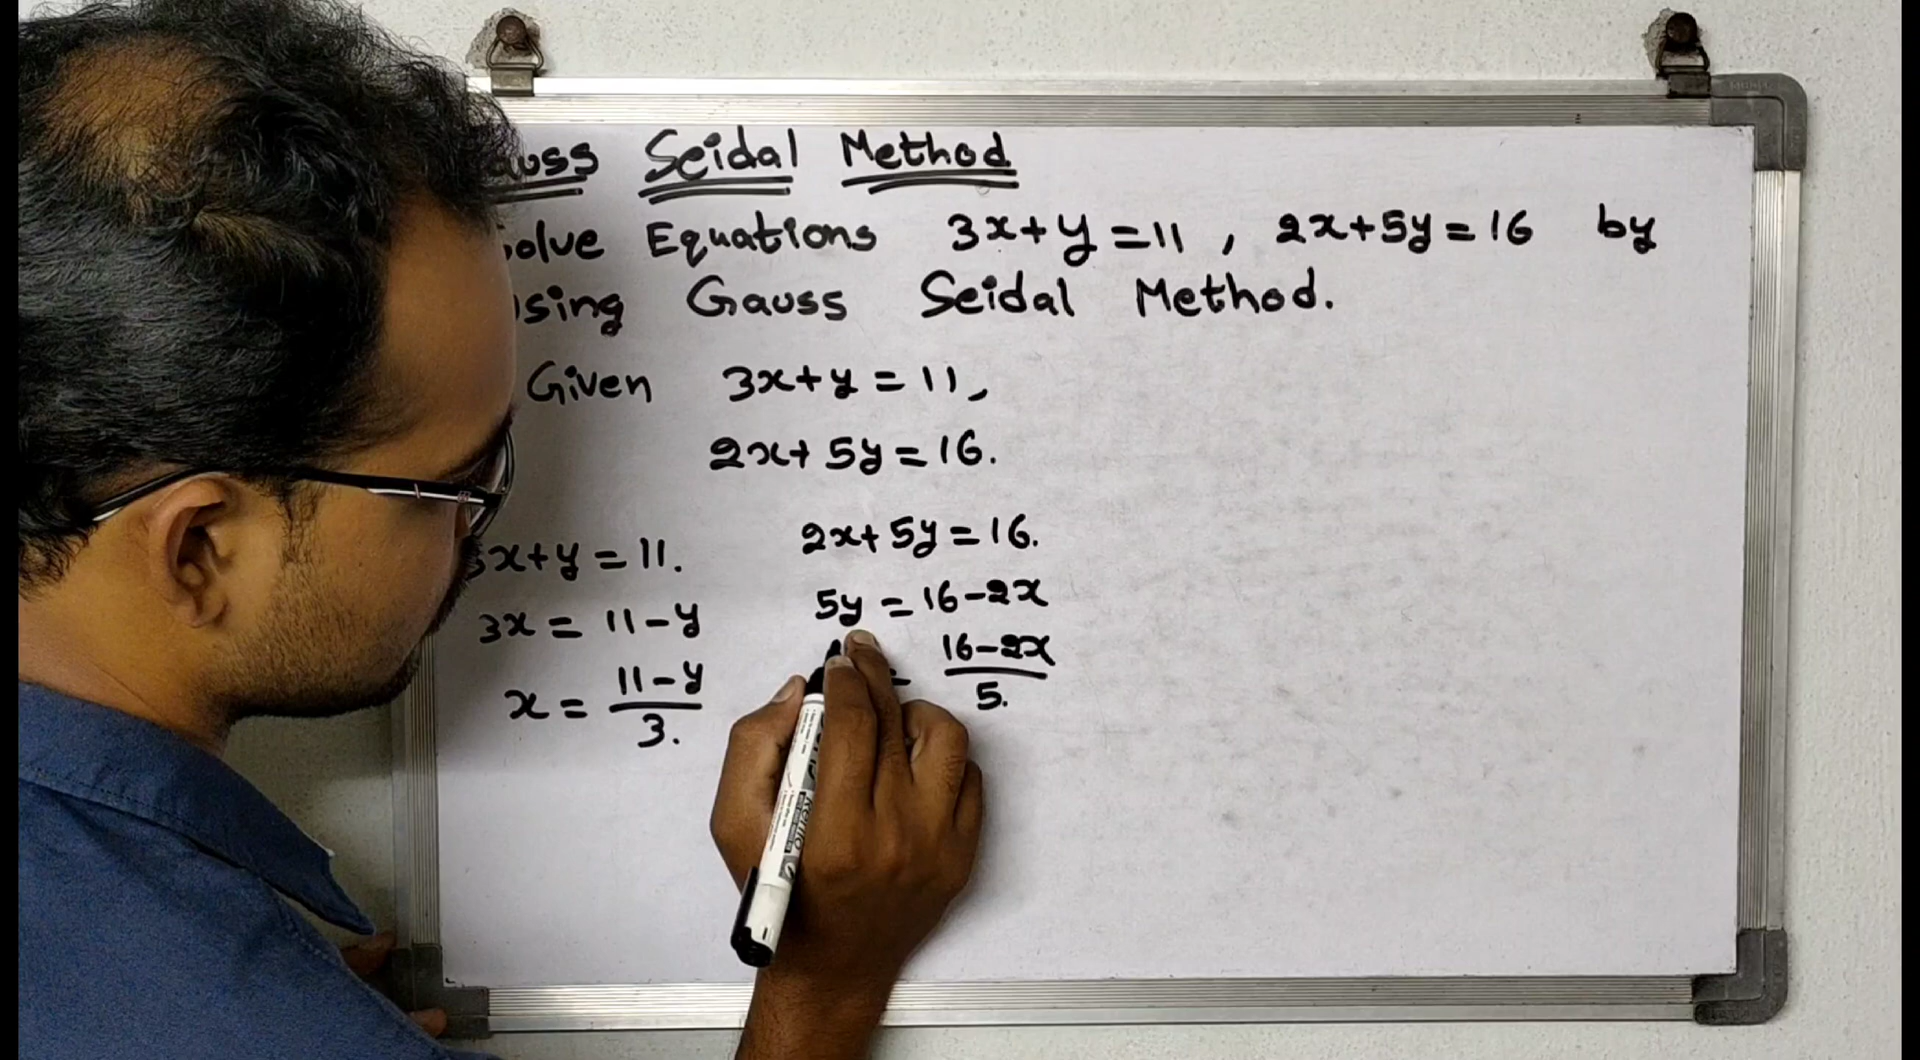 Seidal Method
Equations 3x+y=11, 2x+5y=16 by
Gauss Seidal Method.
Given 3x+y=11,
2x+5y=16.
x+y=11.
3x=11-y
x=11-y/3.
2x+5y=16.
5y=16-2x
= 16-2x/5.